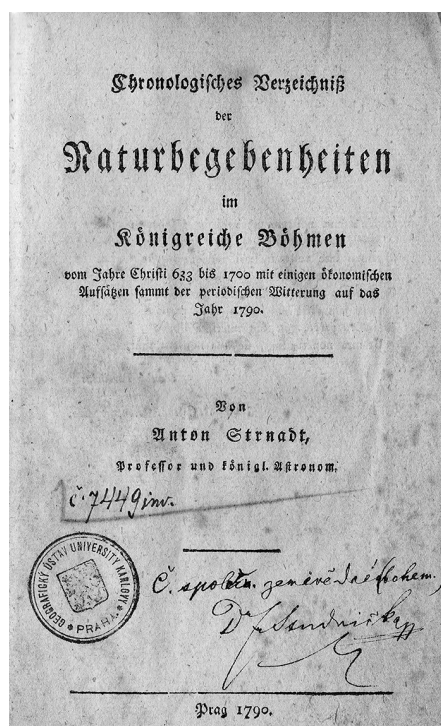 Chronologisches Verzeichniß
der
Naturbegebenheiten
im
Königreiche Böhmen
vom Jahre Christi 633 bis 1700 mit einigen ökonomischen
Aufsätzen sammt der periodischen Witterung auf das
Jahr 1790.
Von
Anton Strnadt,
Professor und königl. Astronom.
č. 7449 inv.
GEOGRAFICKÝ ÚSTAV UNIVERSITY KARLOVY
* PRAHA *
Č.
Dr
Prag 1790.